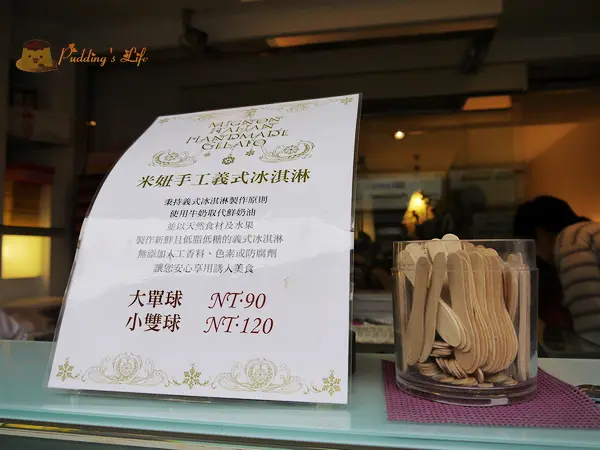 Pudding's Life
MIGNON
ITALIAN
HANDMADE
GELATO
米妞手工義式冰淇淋
秉持義式冰淇淋製作原則
使用牛奶取代鮮奶油
並以天然食材及水果
製作新鮮且低脂低糖的義式冰淇淋
無添加人工香料、色素或防腐劑
讓您安心享用誘人美食
大單球 NT·90
小雙球 NT·120